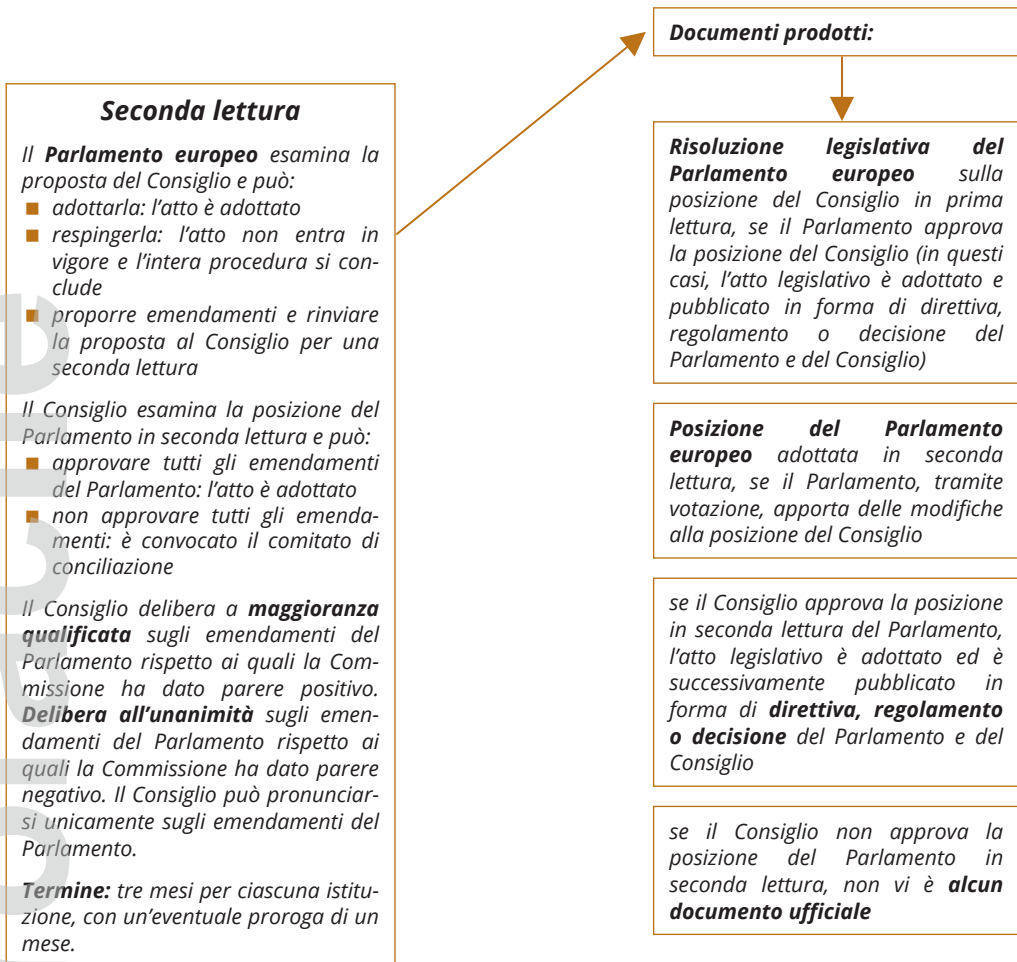 Seconda lettura
Il Parlamento europeo esamina la
proposta del Consiglio e può:
■ adottarla: l'atto è adottato
■ respingerla: l'atto non entra in
vigore e l'intera procedura si con-
clude
■ proporre emendamenti e rinviare
la proposta al Consiglio per una
seconda lettura
Il Consiglio esamina la posizione del
Parlamento in seconda lettura e può:
■ approvare tutti gli emendamenti
del Parlamento: l'atto è adottato
■ non approvare tutti gli emenda-
menti: è convocato il comitato di
conciliazione
Il Consiglio delibera a maggioranza
qualificata sugli emendamenti del
Parlamento rispetto ai quali la Com-
missione ha dato parere positivo.
Delibera all'unanimità sugli emen-
damenti del Parlamento rispetto ai
quali la Commissione ha dato parere
negativo. Il Consiglio può pronunciar-
si unicamente sugli emendamenti del
Parlamento.
Termine: tre mesi per ciascuna istitu-
zione, con un'eventuale proroga di un
mese.
Documenti prodotti:
Risoluzione legislativa del
Parlamento europeo sulla
posizione del Consiglio in prima
lettura, se il Parlamento approva
la posizione del Consiglio (in questi
casi, l'atto legislativo è adottato e
pubblicato in forma di direttiva,
regolamento o decisione del
Parlamento e del Consiglio)
Posizione del Parlamento
europeo adottata in seconda
lettura, se il Parlamento, tramite
votazione, apporta delle modifiche
alla posizione del Consiglio
se il Consiglio approva la posizione
in seconda lettura del Parlamento,
l'atto legislativo è adottato ed è
successivamente pubblicato in
forma di direttiva, regolamento
o decisione del Parlamento e del
Consiglio
se il Consiglio non approva la
posizione del Parlamento in
seconda lettura, non vi è alcun
documento ufficiale